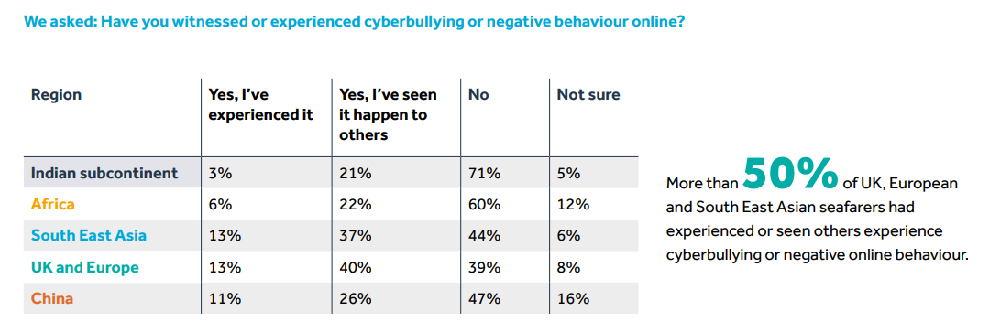 We asked: Have you witnessed or experienced cyberbullying or negative behaviour online?
Region Yes, I've experienced it Yes, I've seen it happen to others No Not sure
Indian subcontinent 3% 21% 71% 5%
Africa 6% 22% 60% 12%
South East Asia 13% 37% 44% 6%
UK and Europe 13% 40% 39% 8%
China 11% 26% 47% 16%
More than 50% of UK, European
and South East Asian seafarers had
experienced or seen others experience
cyberbullying or negative online behaviour.